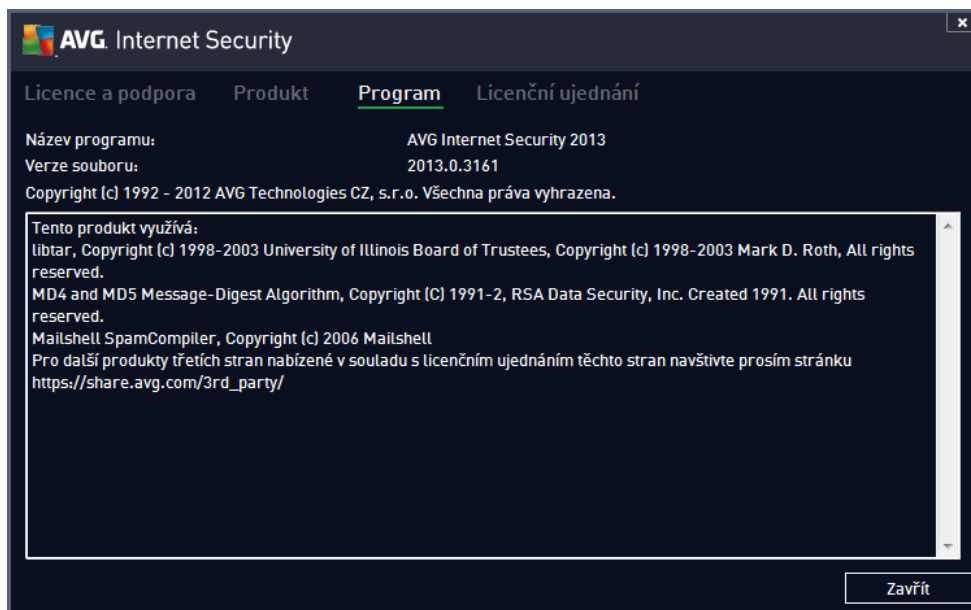 AVG. Internet Security
Licence a podpora Produkt Program Licenční ujednání
Název programu: AVG Internet Security 2013
Verze souboru: 2013.0.3161
Copyright (c) 1992 - 2012 AVG Technologies CZ, s.r.o. Všechna práva vyhrazena.
Tento produkt využívá:
libtar, Copyright (c) 1998-2003 University of Illinois Board of Trustees, Copyright (c) 1998-2003 Mark D. Roth, All rights
reserved.
MD4 and MD5 Message-Digest Algorithm, Copyright (C) 1991-2, RSA Data Security, Inc. Created 1991. All rights
reserved.
Mailshell SpamCompiler, Copyright (c) 2006 Mailshell
Pro další produkty třetích stran nabízené v souladu s licenčním ujednáním těchto stran navštivte prosím stránku
https://share.avg.com/3rd_party/
Zavřít